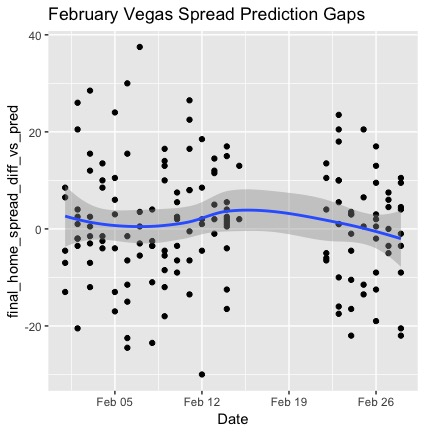 February Vegas Spread Prediction Gaps
final_home_spread_diff_vs_pred
40
20
0
-20
Feb 05 Feb 12 Feb 19 Feb 26
Date